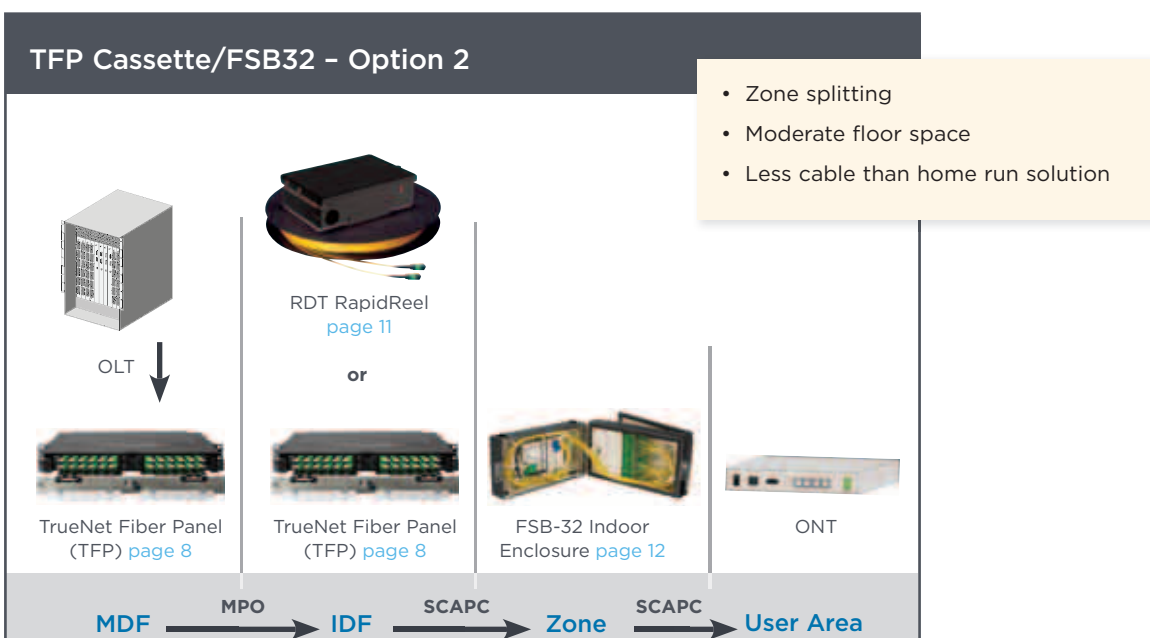 TFP Cassette/FSB32 – Option 2
• Zone splitting
• Moderate floor space
• Less cable than home run solution
OLT
RDT RapidReel
page 11
or
TrueNet Fiber Panel
(TFP) page 8
TrueNet Fiber Panel
(TFP) page 8
FSB-32 Indoor
Enclosure page 12
ONT
MDF MPO IDF SCAPC Zone SCAPC User Area